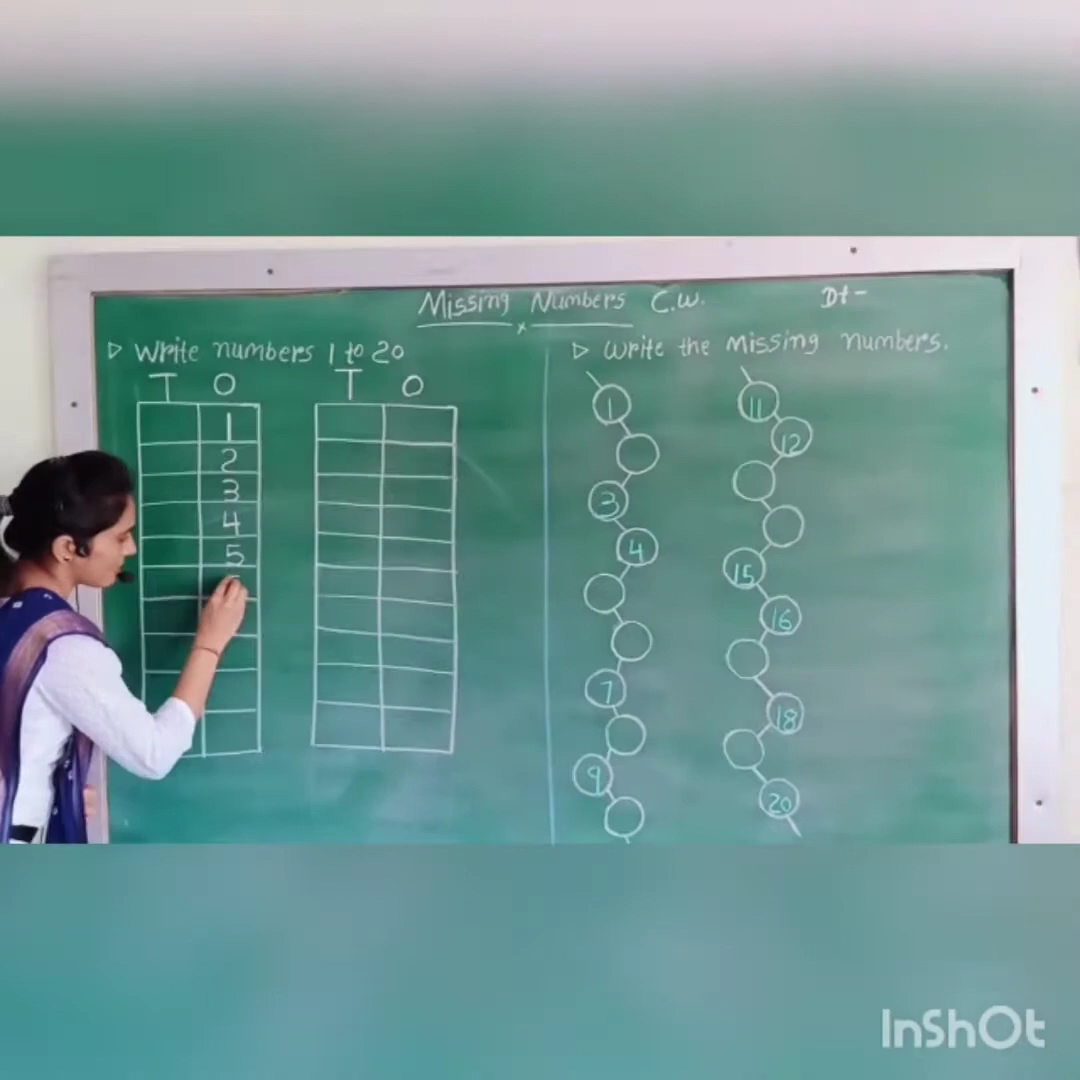 Missing Numbers C.W.
Dt-
▷ Write numbers 1 to 20
T O T O
1
2
3
4
5
▷ Write the Missing numbers.
1
3
4
7
9
11
12
15
16
18
20
InShOt